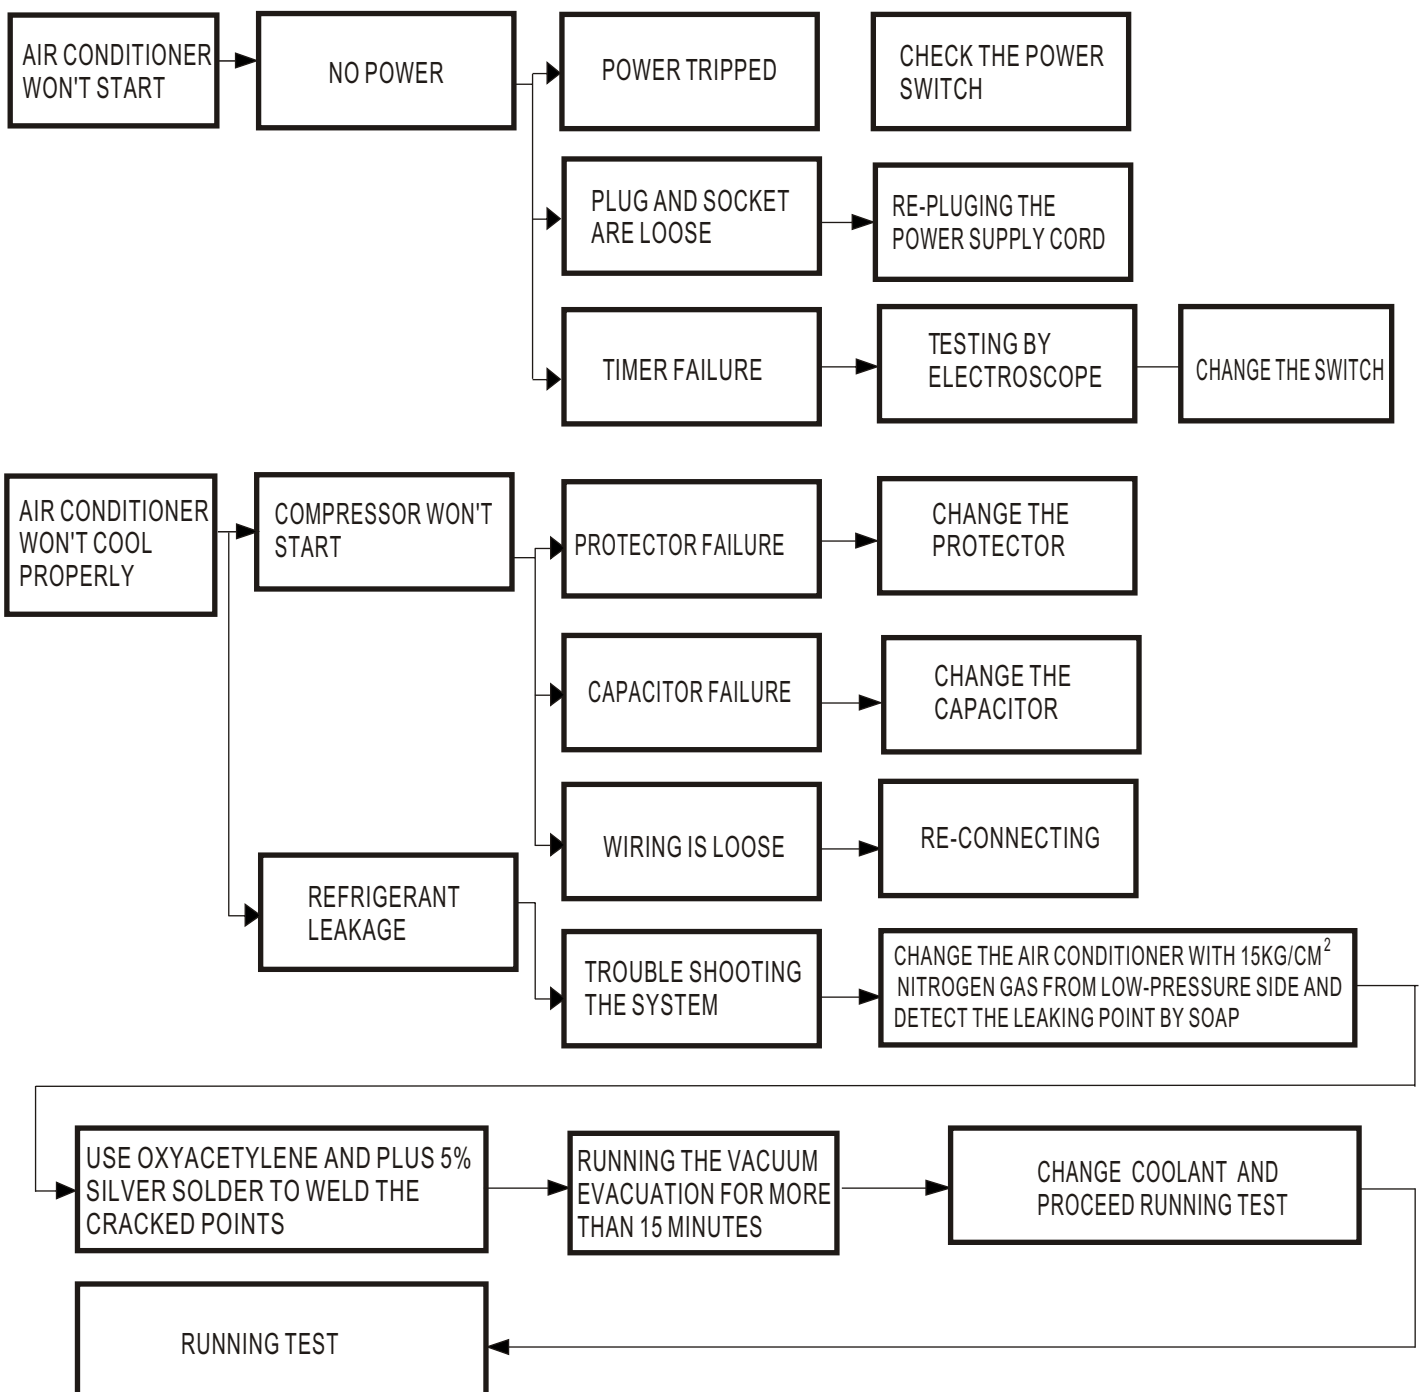 AIR CONDITIONER
WON'T START
NO POWER
POWER TRIPPED
CHECK THE POWER
SWITCH
PLUG AND SOCKET
ARE LOOSE
RE-PLUGING THE
POWER SUPPLY CORD
TIMER FAILURE
TESTING BY
ELECTROSCOPE
CHANGE THE SWITCH
AIR CONDITIONER
WON'T COOL
PROPERLY
COMPRESSOR WON'T
START
PROTECTOR FAILURE
CHANGE THE
PROTECTOR
CAPACITOR FAILURE
CHANGE THE
CAPACITOR
WIRING IS LOOSE
RE-CONNECTING
REFRIGERANT
LEAKAGE
TROUBLE SHOOTING
THE SYSTEM
CHANGE THE AIR CONDITIONER WITH 15KG/CM²
NITROGEN GAS FROM LOW-PRESSURE SIDE AND
DETECT THE LEAKING POINT BY SOAP
USE OXYACETYLENE AND PLUS 5%
SILVER SOLDER TO WELD THE
CRACKED POINTS
RUNNING THE VACUUM
EVACUATION FOR MORE
THAN 15 MINUTES
CHANGE COOLANT AND
PROCEED RUNNING TEST
RUNNING TEST